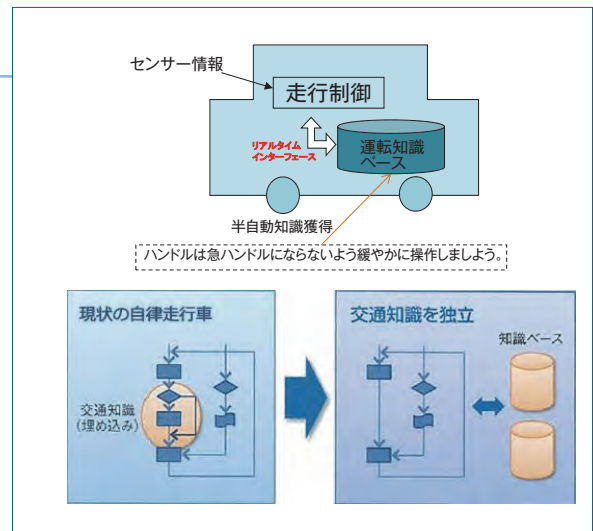 センサー情報
走行制御
リアルタイム
インターフェース
運転知識
ベース
半自動知識獲得
ハンドルは急ハンドルにならないよう緩やかに操作しましよう。
現状の自律走行車
交通知識
(埋め込み)
交通知識を独立
知識ベース